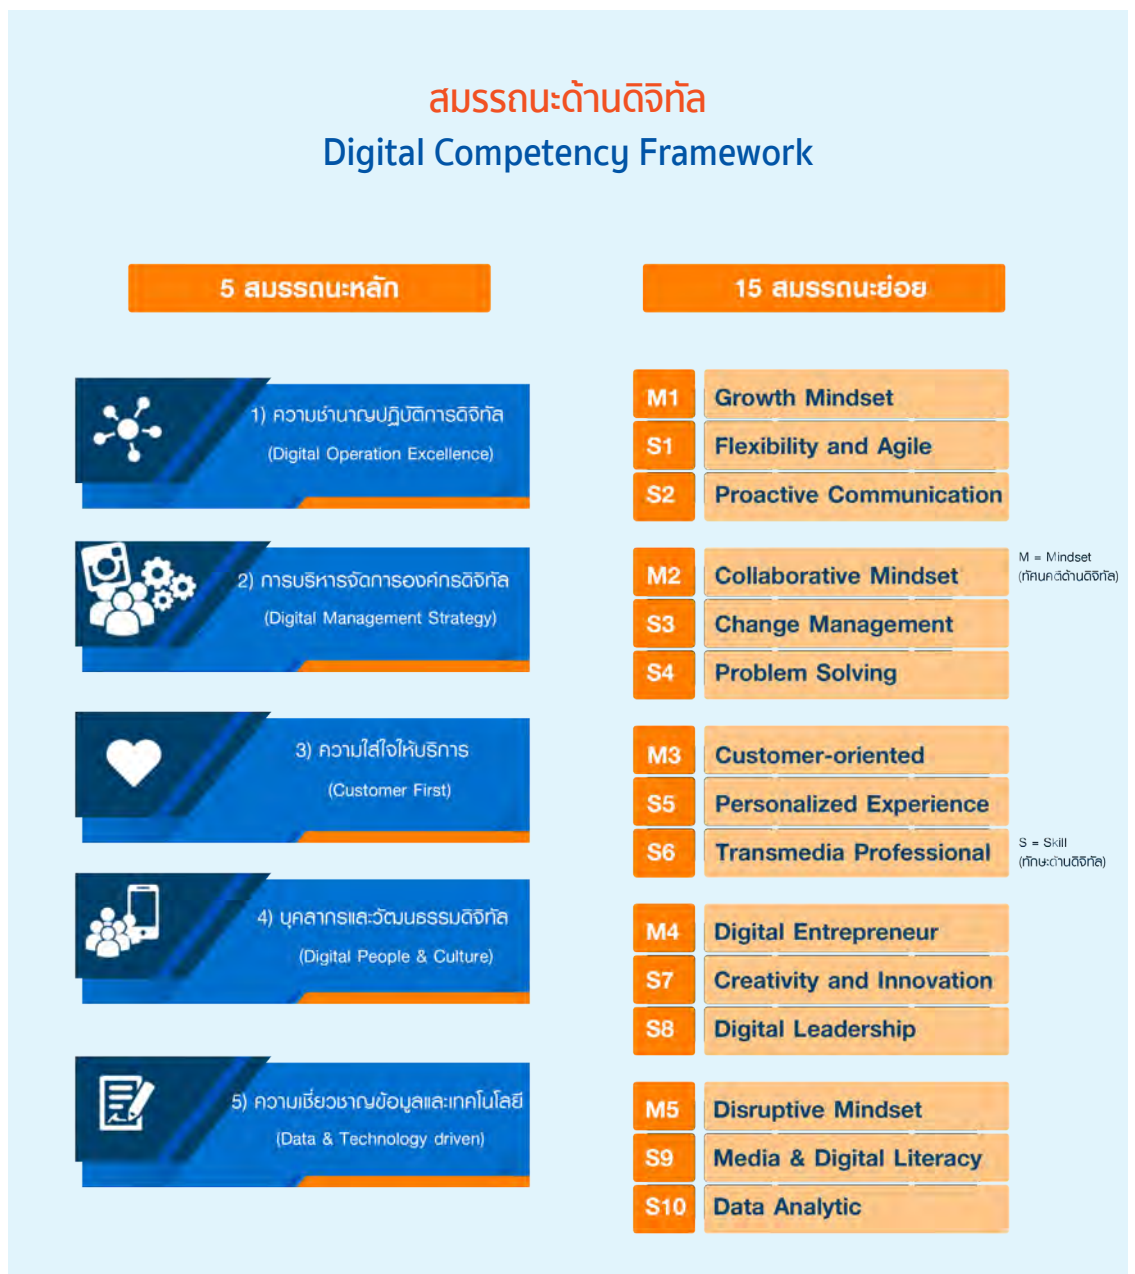 สมรรถนะด้านดิจิทัล
Digital Competency Framework
5 สมรรถนะหลัก
1) ความชำนาญปฏิบัติการดิจิทัล
(Digital Operation Excellence)
2) การบริหารจัดการองค์กรดิจิทัล
(Digital Management Strategy)
3) ความใส่ใจให้บริการ
(Customer First)
4) บุคลากรและวัฒนธรรมดิจิทัล
(Digital People & Culture)
5) ความเชี่ยวชาญข้อมูลและเทคโนโลยี
(Data & Technology driven)
15 สมรรถนะย่อย
M1 Growth Mindset
S1 Flexibility and Agile
S2 Proactive Communication
M2 Collaborative Mindset
S3 Change Management
S4 Problem Solving
M3 Customer-oriented
S5 Personalized Experience
S6 Transmedia Professional
M4 Digital Entrepreneur
S7 Creativity and Innovation
S8 Digital Leadership
M5 Disruptive Mindset
S9 Media & Digital Literacy
S10 Data Analytic
M = Mindset
(ทัศนคติด้านดิจิทัล)
S = Skill
(ทักษะด้านดิจิทัล)